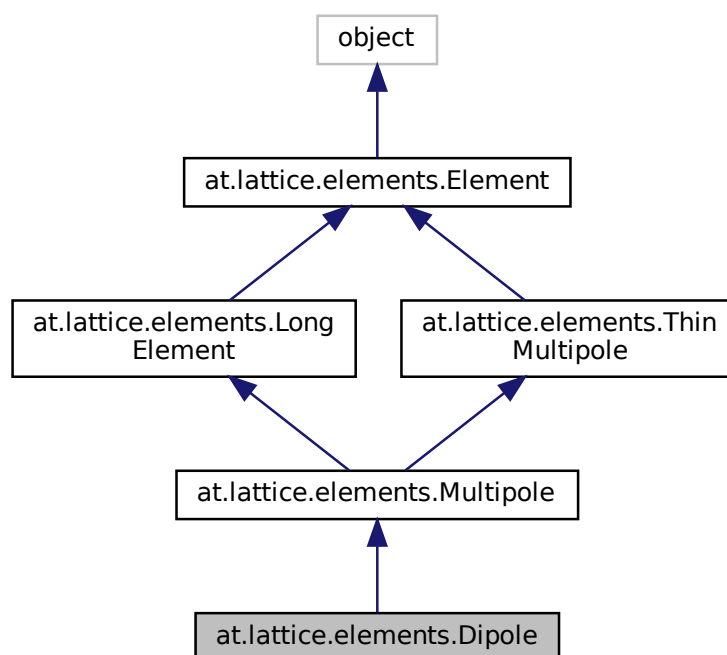 object
at.lattice.elements.Element
at.lattice.elements.Long
Element
at.lattice.elements.Thin
Multipole
at.lattice.elements.Multipole
at.lattice.elements.Dipole